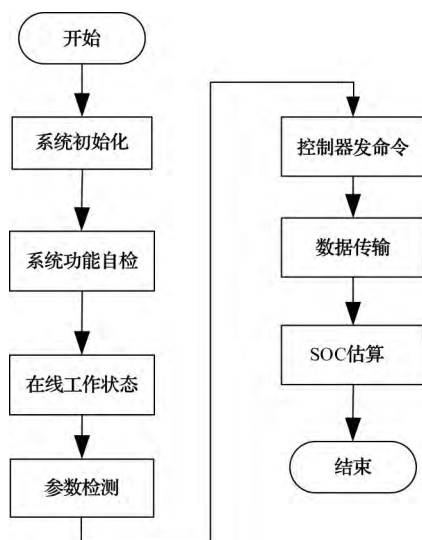 开始
系统初始化
系统功能自检
在线工作状态
参数检测
控制器发命令
数据传输
SOC估算
结束